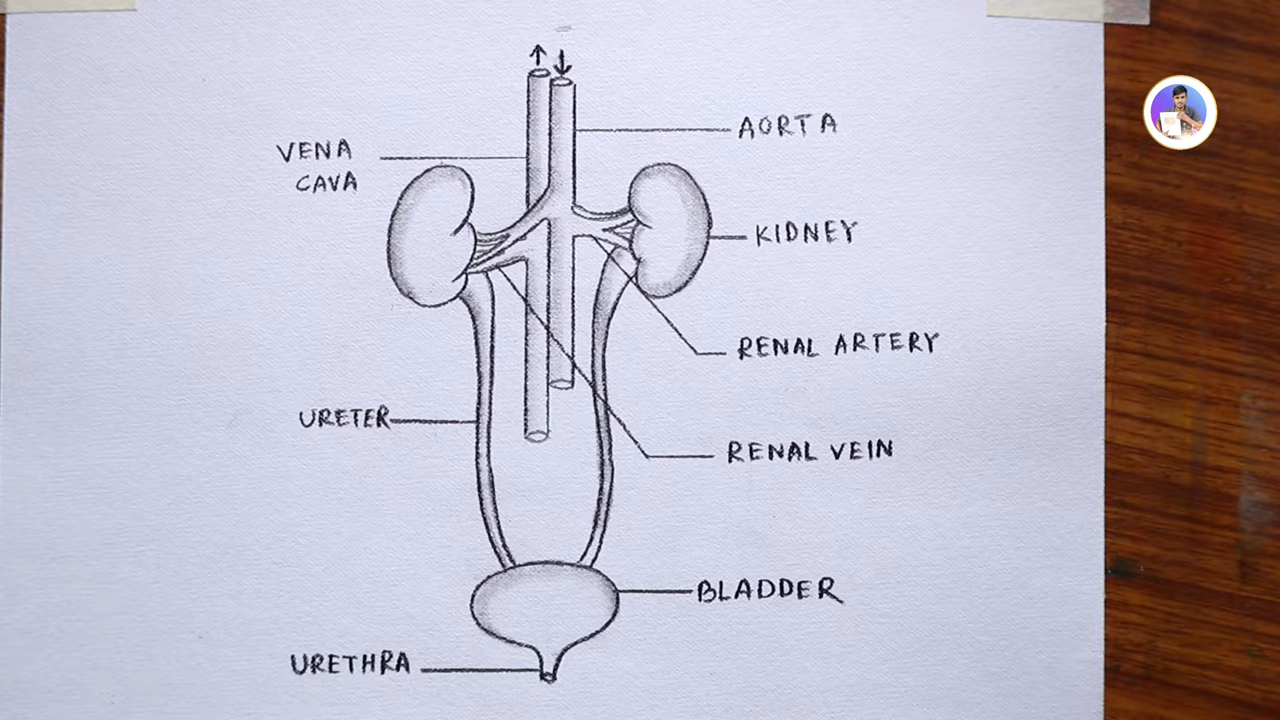 VENA
CAVA
AORTA
KIDNEY
RENAL ARTERY
URETER
RENAL VEIN
BLADDER
URETHRA